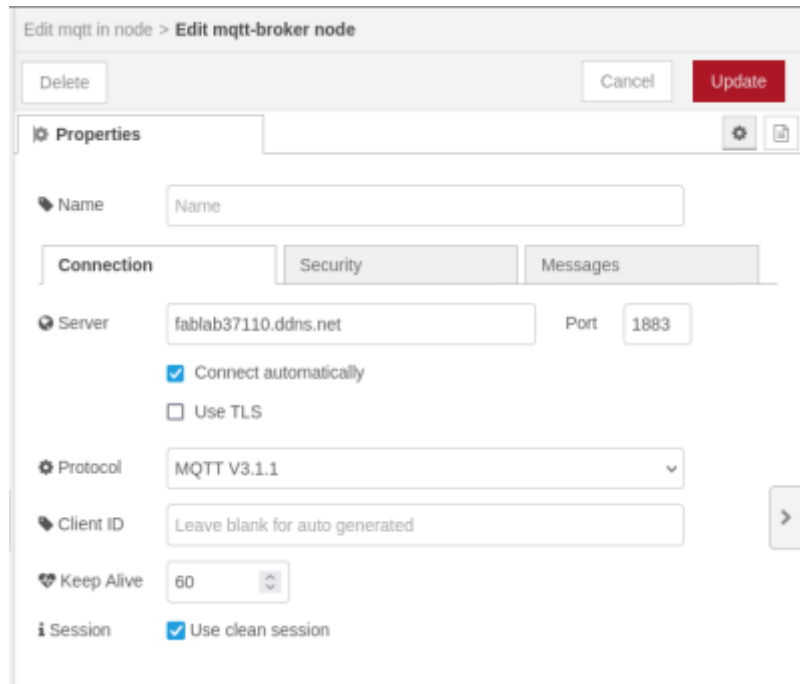 Edit mqtt in node > Edit mqtt-broker node
Delete Cancel Update
Properties
Name Name
Connection Security Messages
Server fablab37110.ddns.net Port 1883
Connect automatically
Use TLS
Protocol MQTT V3.1.1
Client ID Leave blank for auto generated
Keep Alive 60
Session Use clean session